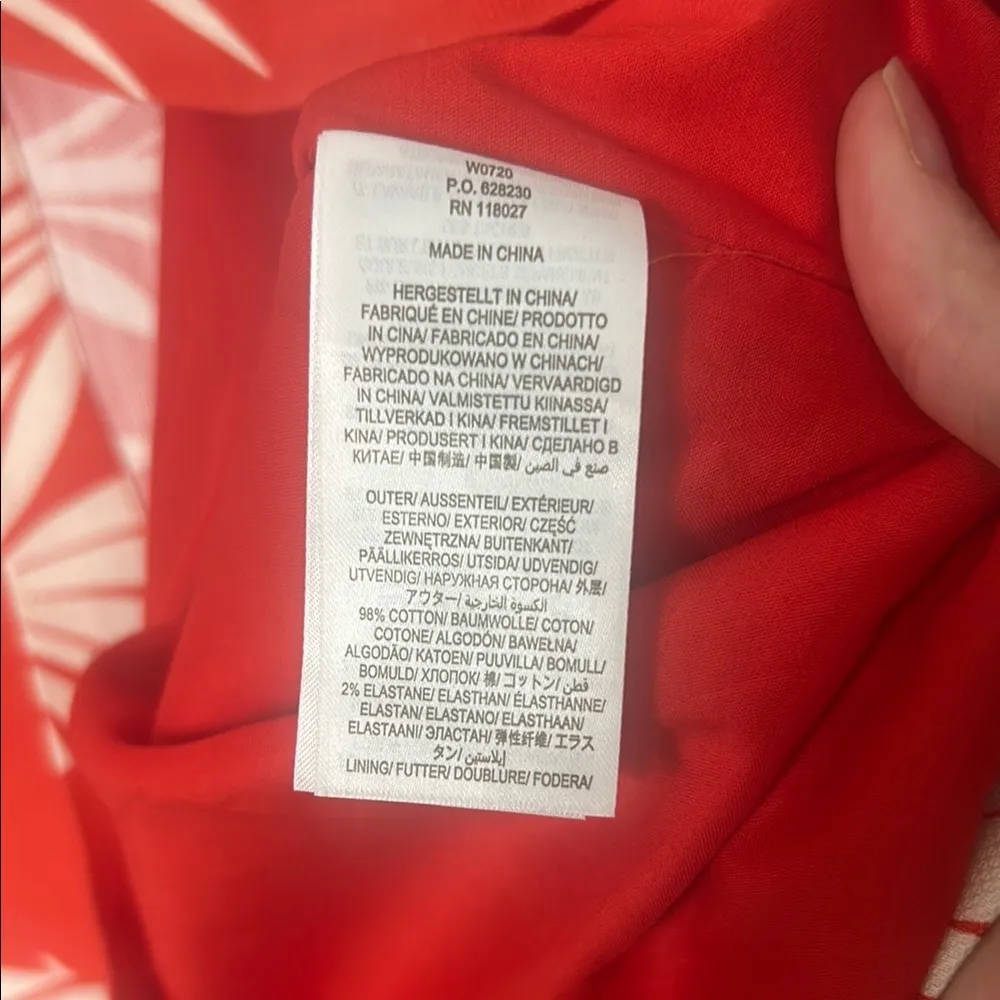 W0720
P.O. 628230
RN 118027
MADE IN CHINA
HERGESTELLT IN CHINA/
FABRIQUÉ EN CHINE/ PRODOTTO
IN CINA/ FABRICADO EN CHINA/
WYPRODUKOWANO W CHINACH/
FABRICADO NA CHINA/ VERVAARDIGD
IN CHINA/ VALMISTETTU KIINASSA/
TILLVERKAD I KINA/ FREMSTILLET I
KINA/ PRODUSERT I KINA/ СДЕЛАНО В
КИТАЕ/ 中国制造/ 中国製/ صنع في الصين
OUTER/ AUSSENTEIL/ EXTÉRIEUR/
ESTERNO/ EXTERIOR/ CZĘŚĆ
ZEWNĘTRZNA/ BUITENKANT/
PÄÄLLIKERROS/ UTSIDA/ UDVENDIG/
UTVENDIG/ НАРУЖНАЯ СТОРОНА/ 外层/
アウター/ الكسوة الخارجية/
98% COTTON/ BAUMWOLLE/ COTON/
COTONE/ ALGODÓN/ BAWEŁNA/
ALGODÃO/ KATOEN/ PUUVILLA/ BOMULL/
BOMULD/ ХЛОПОК/ 棉/ コットン/ قطن/
2% ELASTANE/ ELASTHAN/ ÉLASTHANNE/
ELASTAN/ ELASTANO/ ELASTHAAN/
ELASTAANI/ ЭЛАСТАН/ 弹性纤维/ エラス
タン/ إيلاستين/
LINING/ FUTTER/ DOUBLURE/ FODERA/